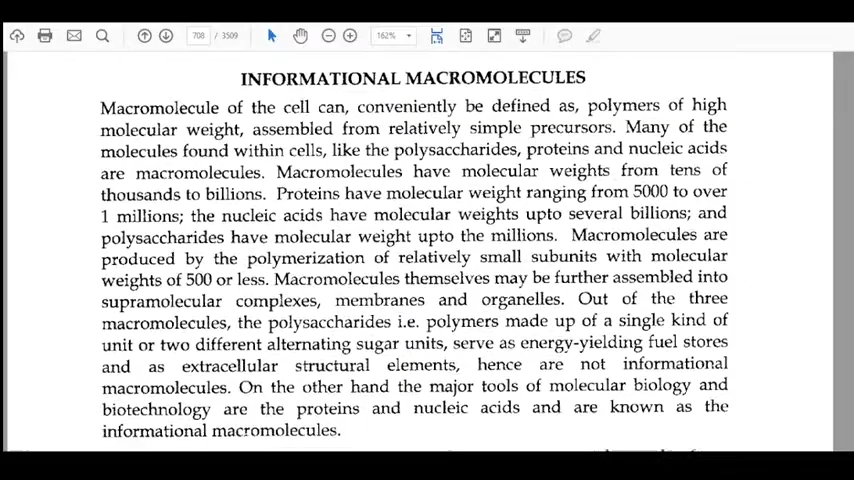 708 / 3509
162%
INFORMATIONAL MACROMOLECULES
Macromolecule of the cell can, conveniently be defined as, polymers of high
molecular weight, assembled from relatively simple precursors. Many of the
molecules found within cells, like the polysaccharides, proteins and nucleic acids
are macromolecules. Macromolecules have molecular weights from tens of
thousands to billions. Proteins have molecular weight ranging from 5000 to over
1 millions; the nucleic acids have molecular weights upto several billions; and
polysaccharides have molecular weight upto the millions. Macromolecules are
produced by the polymerization of relatively small subunits with molecular
weights of 500 or less. Macromolecules themselves may be further assembled into
supramolecular complexes, membranes and organelles. Out of the three
macromolecules, the polysaccharides i.e. polymers made up of a single kind of
unit or two different alternating sugar units, serve as energy-yielding fuel stores
and as extracellular structural elements, hence are not informational
macromolecules. On the other hand the major tools of molecular biology and
biotechnology are the proteins and nucleic acids and are known as the
informational macromolecules.